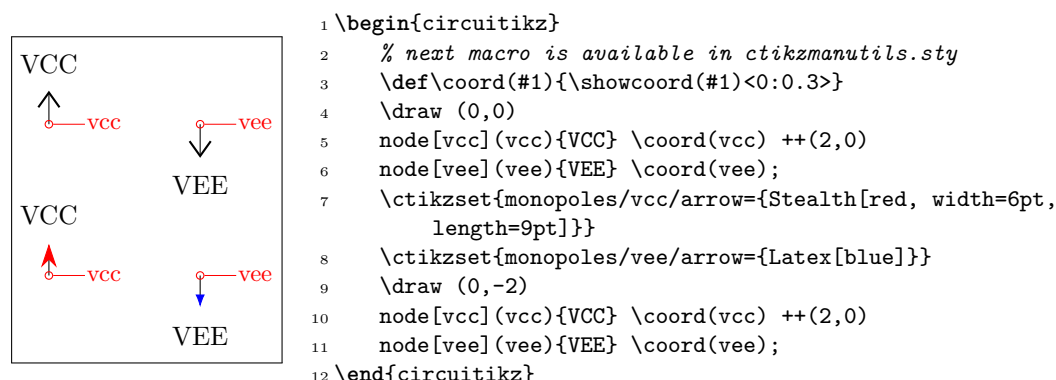 VCC
vcc
vee
VEE
VCC
vcc
vee
VEE
1 \begin{circuitikz}
2 % next macro is available in ctikzmanutils.sty
3 \def\coord(#1){\showcoord(#1)<0:0.3>}
4 \draw (0,0)
5 node[vcc](vcc){VCC} \coord(vcc) ++(2,0)
6 node[vee](vee){VEE} \coord(vee);
7 \ctikzset{monopoles/vcc/arrow={Stealth[red, width=6pt,
length=9pt]}}
8 \ctikzset{monopoles/vee/arrow={Latex[blue]}}
9 \draw (0,-2)
10 node[vcc](vcc){VCC} \coord(vcc) ++(2,0)
11 node[vee](vee){VEE} \coord(vee);
12 \end{circuitikz}